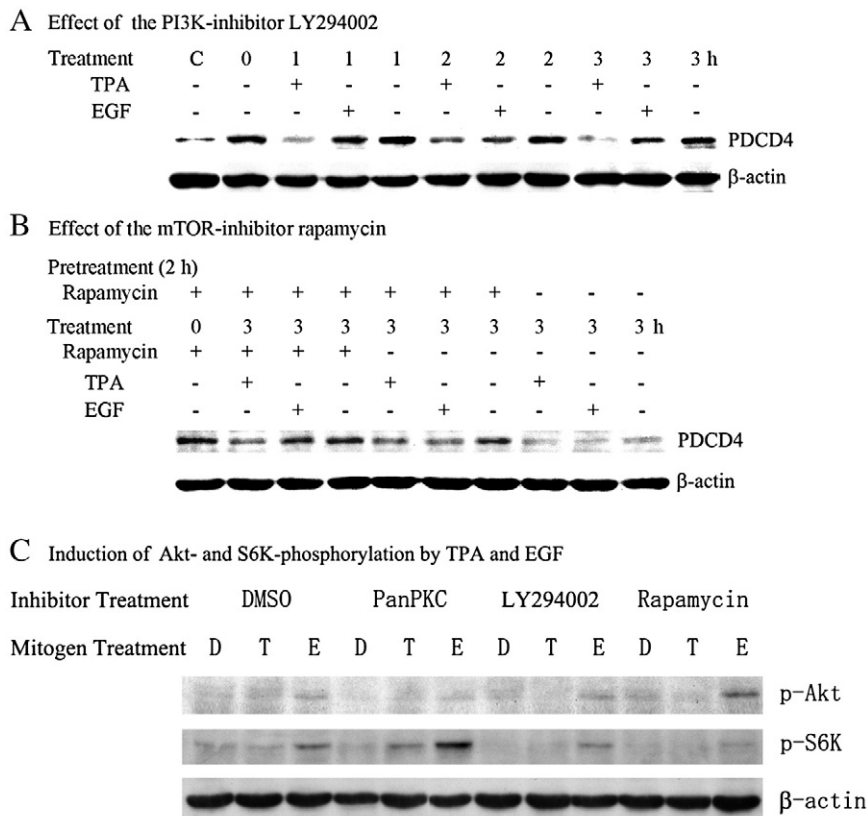 A Effect of the PI3K-inhibitor LY294002
Treatment C 0 1 1 1 2 2 2 3 3 3 h
TPA - - + - - + - - + - -
EGF - - - + - - + - - + -
PDCD4
β-actin
B Effect of the mTOR-inhibitor rapamycin
Pretreatment (2 h)
Rapamycin + + + + + + + - - -
Treatment 0 3 3 3 3 3 3 3 3 3 h
Rapamycin + + + + - - - - - -
TPA - + - - + - - + - -
EGF - - + - - + - - + -
PDCD4
β-actin
C Induction of Akt- and S6K-phosphorylation by TPA and EGF
Inhibitor Treatment DMSO PanPKC LY294002 Rapamycin
Mitogen Treatment D T E D T E D T E D T E
p-Akt
p-S6K
β-actin